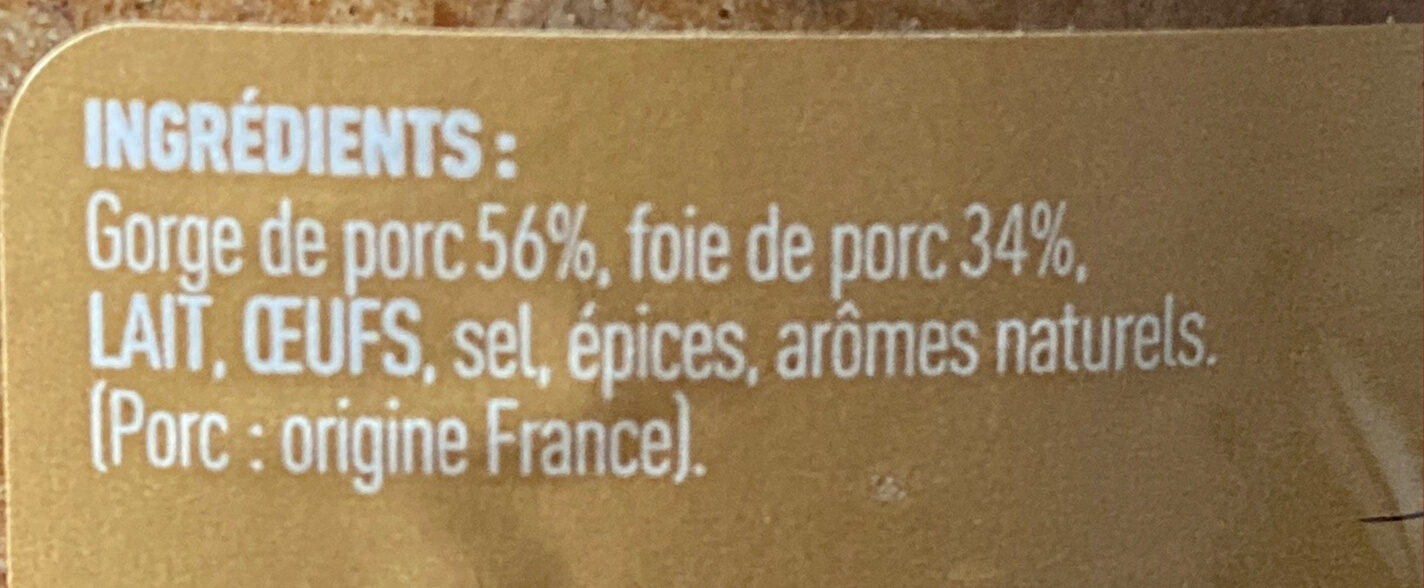 INGRÉDIENTS :
Gorge de porc 56%, foie de porc 34%,
LAIT, ŒUFS, sel, épices, arômes naturels.
(Porc : origine France).